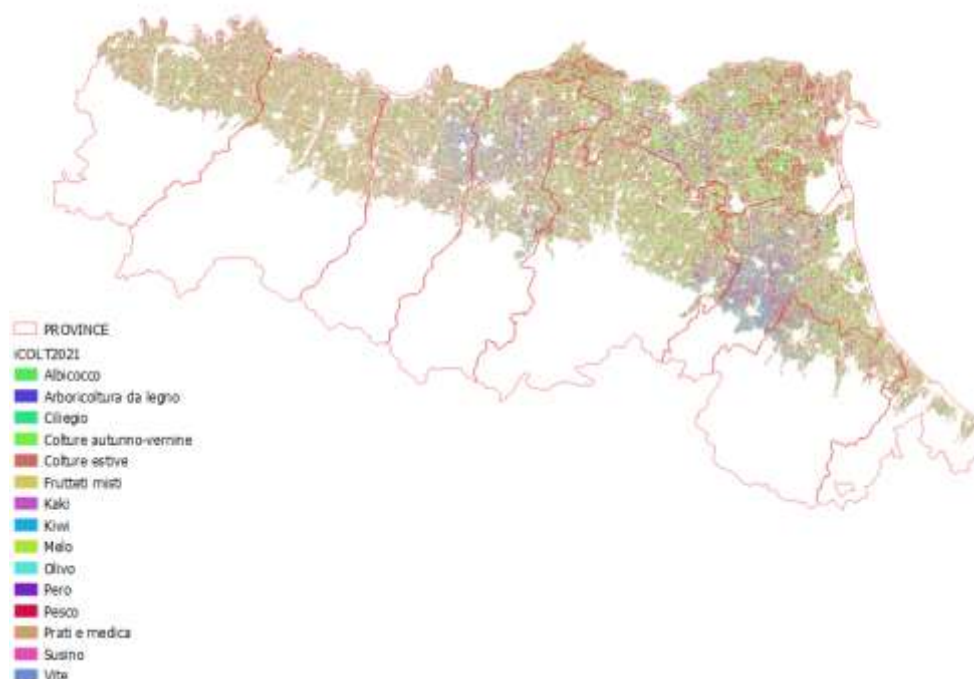 PROVINCE
iCOLT2021
Albicocco
Arboricoltura da legno
Ciliegio
Colture autunno-vernine
Colture estive
Frutteti misti
Kaki
Kiwi
Melo
Olivo
Pero
Pesco
Prati e medica
Susino
Vite